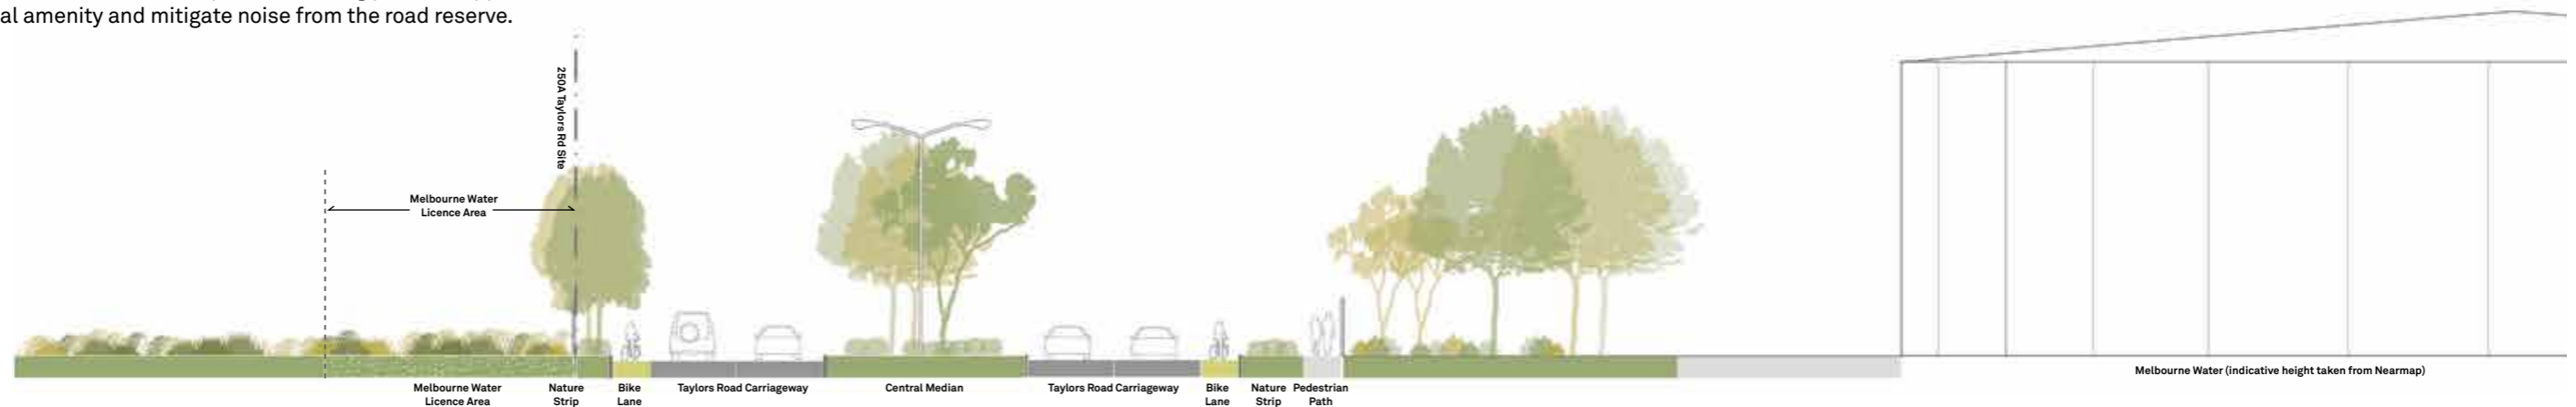 al amenity and mitigate noise from the road reserve.
250A Taylors Rd Site
Melbourne Water
Licence Area
Melbourne Water
Licence Area
Nature
Strip
Bike
Lane
Taylors Road Carriageway
Central Median
Taylors Road Carriageway
Bike
Lane
Nature
Strip
Pedestrian
Path
Melbourne Water (indicative height taken from Nearmap)